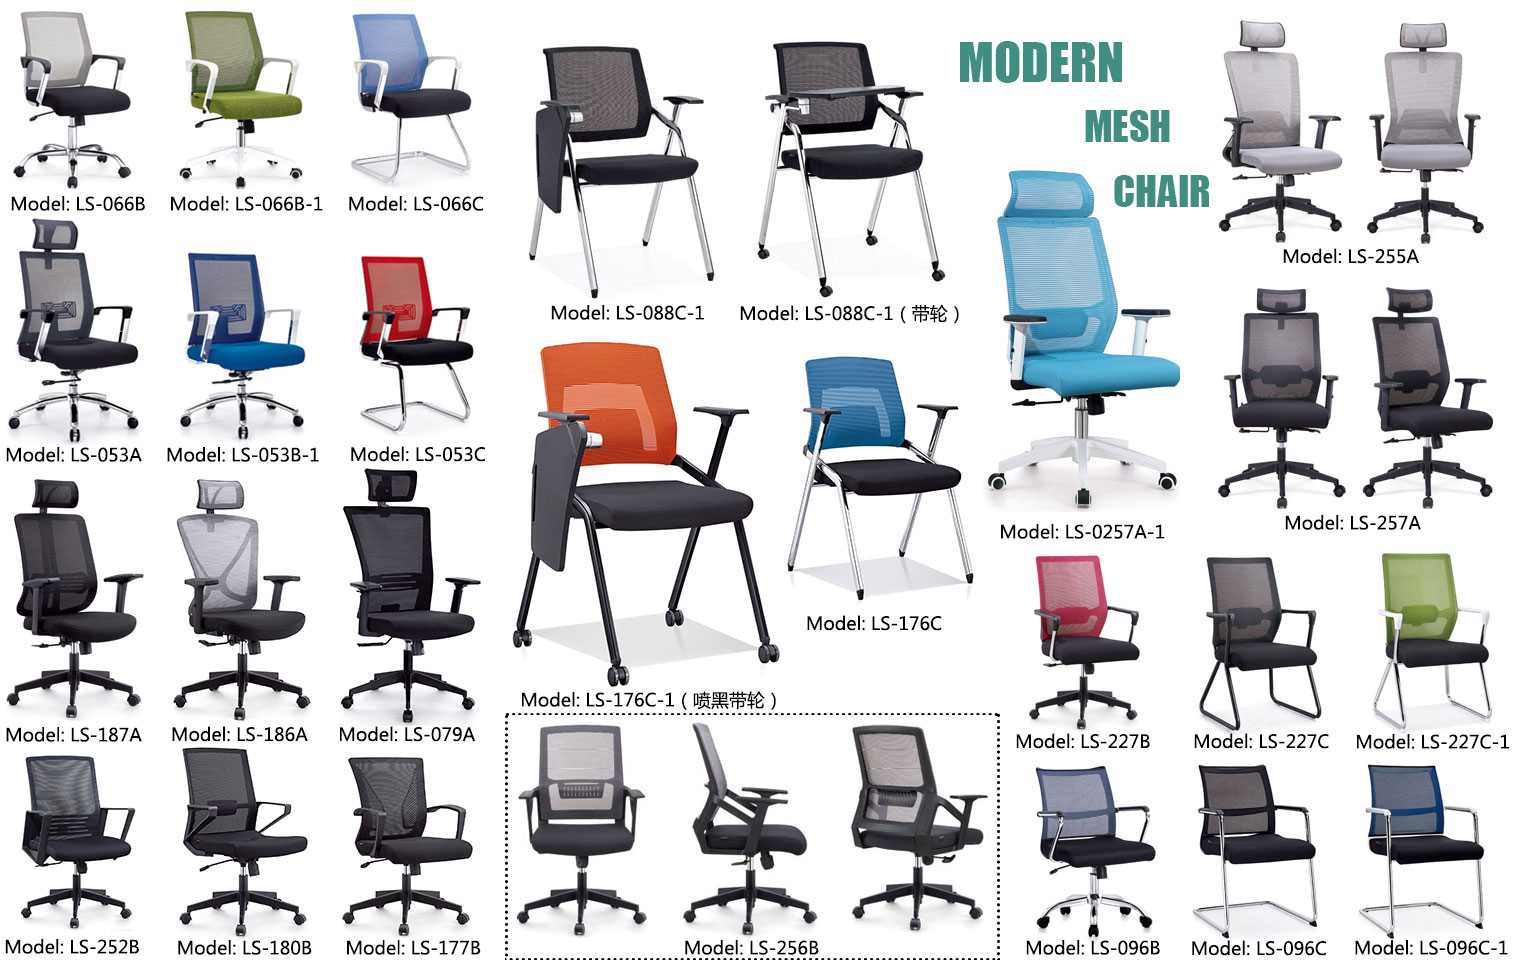 MODERN
MESH
CHAIR
Model: LS-066B
Model: LS-066B-1
Model: LS-066C
Model: LS-053A
Model: LS-053B-1
Model: LS-053C
Model: LS-187A
Model: LS-186A
Model: LS-079A
Model: LS-252B
Model: LS-180B
Model: LS-177B
Model: LS-088C-1
Model: LS-088C-1（带轮）
Model: LS-176C-1（喷黑带轮）
Model: LS-176C
Model: LS-256B
Model: LS-0257A-1
Model: LS-255A
Model: LS-257A
Model: LS-227B
Model: LS-227C
Model: LS-227C-1
Model: LS-096B
Model: LS-096C
Model: LS-096C-1